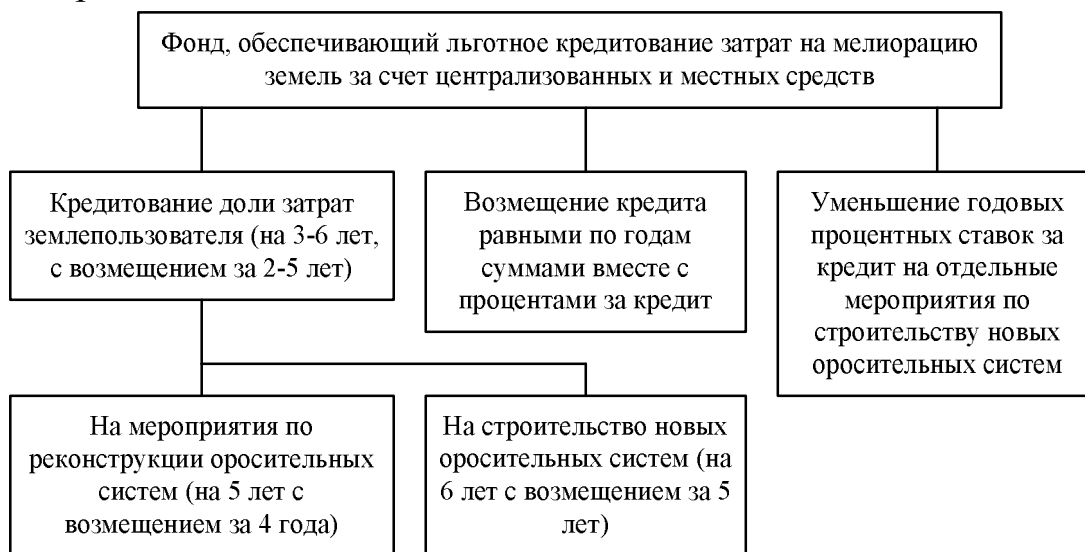 Фонд, обеспечивающий льготное кредитование затрат на мелиорацию
земель за счет централизованных и местных средств
Кредитование доли затрат
землепользователя (на 3-6 лет,
с возмещением за 2-5 лет)
Возмещение кредита
равными по годам
суммами вместе с
процентами за кредит
Уменьшение годовых
процентных ставок за
кредит на отдельные
мероприятия по
строительству новых
оросительных систем
На мероприятия по
реконструкции оросительных
систем (на 5 лет с
возмещением за 4 года)
На строительство новых
оросительных систем (на
6 лет с возмещением за 5
лет)